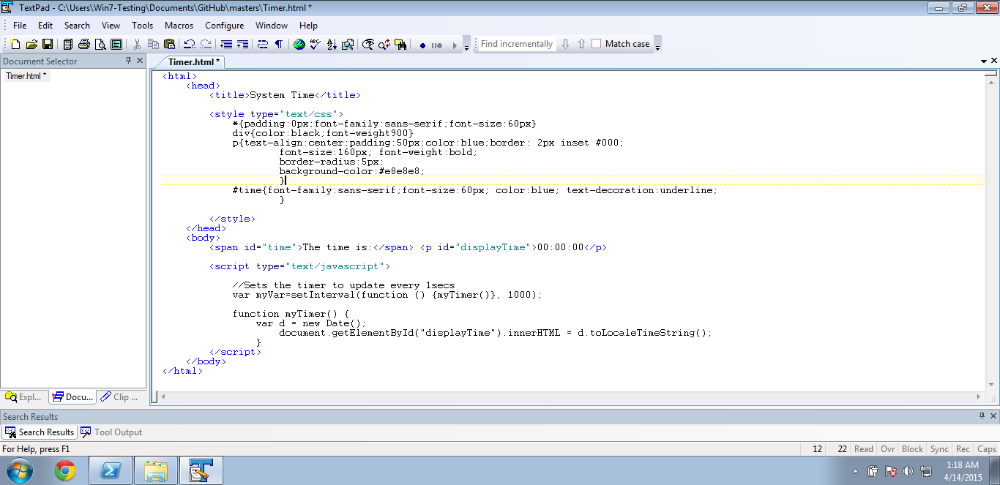 TextPad - C:\Users\Win7-Testing\Documents\GitHub\masters\Timer.html *
File Edit Search View Tools Macros Configure Window Help
Find incrementally Match case
Document Selector
Timer.html *
Timer.html *
<html>
<head>
<title>System Time</title>
<style type="text/css">
*{padding:0px;font-family:sans-serif;font-size:60px}
div{color:black;font-weight900}
p{text-align:center;padding:50px;color:blue;border: 2px inset #000;
font-size:160px; font-weight:bold;
border-radius:5px;
background-color:#e8e8e8;
}
#time{font-family:sans-serif;font-size:60px; color:blue; text-decoration:underline;
}
</style>
</head>
<body>
<span id="time">The time is:</span> <p id="displayTime">00:00:00</p>
<script type="text/javascript">
//Sets the timer to update every 1secs
var myVar=setInterval(function () {myTimer()}, 1000);
function myTimer() {
var d = new Date();
document.getElementById("displayTime").innerHTML = d.toLocaleTimeString();
}
</script>
</body>
</html>
Expl... Docu... Clip ...
Search Results
Search Results Tool Output
For Help, press F1 12 22 Read Ovr Block Sync Rec Caps
1:18 AM
4/14/2015